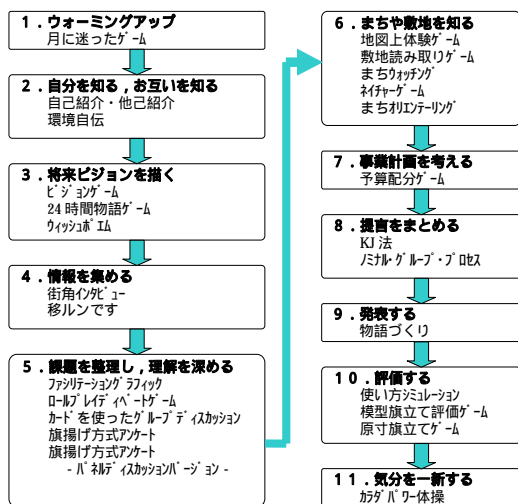 1．ウォーミングアップ
月に迷ったｹﾞｰﾑ
2．自分を知る，お互いを知る
自己紹介・他己紹介
環境自伝
3．将来ビジョンを描く
ﾋﾞｼﾞｮﾝｹﾞｰﾑ
24時間物語ｹﾞｰﾑ
ｳｨｯｼｭﾎﾟｴﾑ
4．情報を集める
街角ｲﾝﾀﾋﾞｭｰ
移ルンです
5．課題を整理し，理解を深める
ﾌｧｼﾘﾃｰｼｮﾝｸﾞﾗﾌｨｯｸ
ﾛｰﾙﾌﾟﾚｲﾃﾞｨﾍﾞｰﾄｹﾞｰﾑ
ｶｰﾄﾞを使ったｸﾞﾙｰﾌﾟﾃﾞｨｽｶｯｼｮﾝ
旗揚げ方式ｱﾝｹｰﾄ
旗揚げ方式ｱﾝｹｰﾄ
- ﾊﾟﾈﾙﾃﾞｨｽｶｯｼｮﾝﾊﾞｰｼﾞｮﾝ -
6．まちや敷地を知る
地図上体験ｹﾞｰﾑ
敷地読み取りｹﾞｰﾑ
まちｳｫｯﾁﾝｸﾞ
ﾈｲﾁｬｰｹﾞｰﾑ
まちｵﾘｴﾝﾃｰﾘﾝｸﾞ
7．事業計画を考える
予算配分ｹﾞｰﾑ
8．提言をまとめる
KJ法
ﾉﾐﾅﾙ･ｸﾞﾙｰﾌﾟ･ﾌﾟﾛｾｽ
9．発表する
物語づくり
10．評価する
使い方ｼﾐｭﾚｰｼｮﾝ
模型旗立て評価ｹﾞｰﾑ
原寸旗立てｹﾞｰﾑ
11．気分を一新する
ｶﾗﾀﾞﾊﾟﾜｰ体操